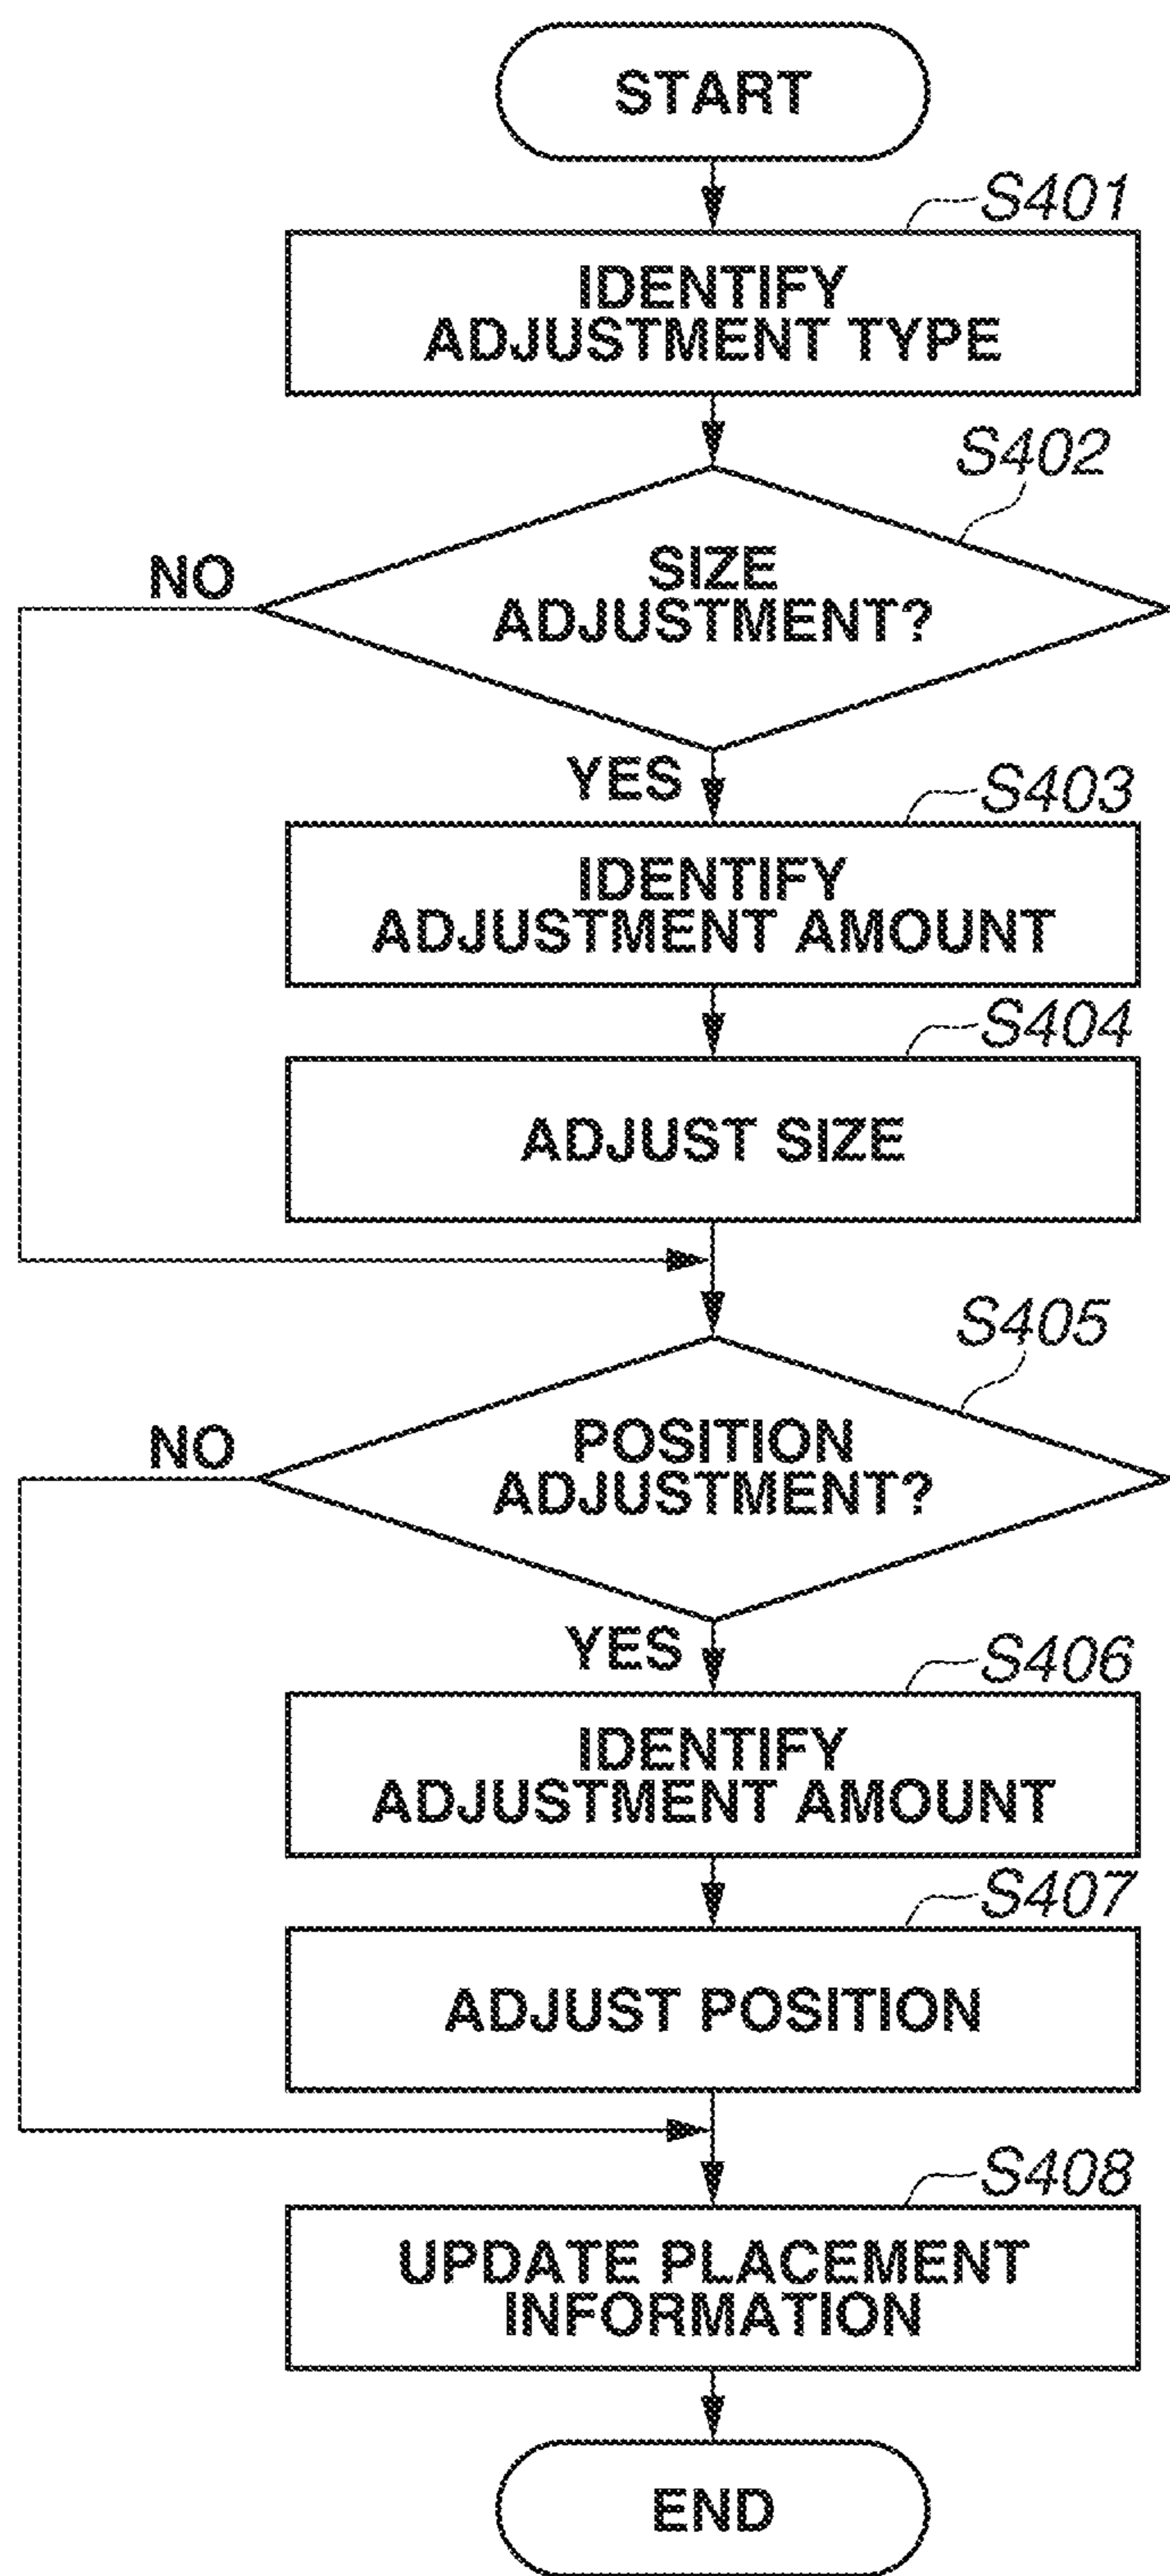 START
S401
IDENTIFY
ADJUSTMENT TYPE
S402
SIZE
ADJUSTMENT?
NO
YES
S403
IDENTIFY
ADJUSTMENT AMOUNT
S404
ADJUST SIZE
S405
POSITION
ADJUSTMENT?
NO
YES
S406
IDENTIFY
ADJUSTMENT AMOUNT
S407
ADJUST POSITION
S408
UPDATE PLACEMENT
INFORMATION
END